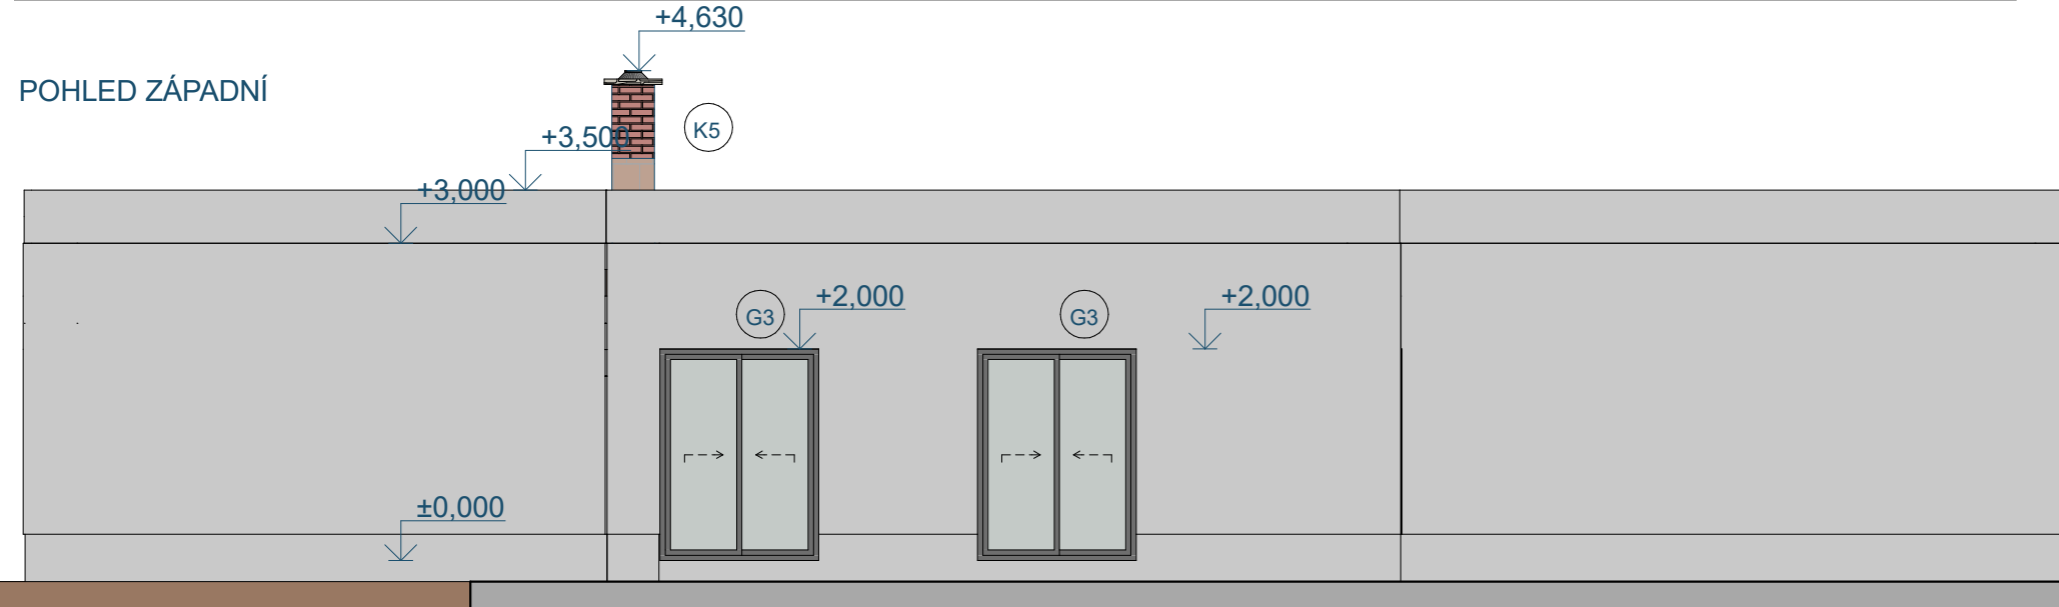 +4,630
POHLED ZÁPADNÍ
K5
+3,500
+3,000
G3
+2,000
G3
+2,000
±0,000